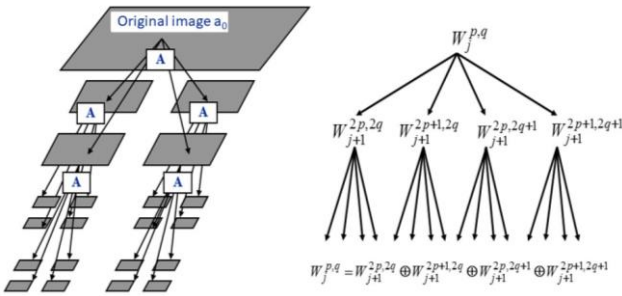 Original image a₀
A
A A
A A
W_j^{p,q}
W_{j+1}^{2p,2q} W_{j+1}^{2p+1,2q} W_{j+1}^{2p,2q+1} W_{j+1}^{2p+1,2q+1}
W_j^{p,q} = W_{j+1}^{2p,2q} ⊕ W_{j+1}^{2p+1,2q} ⊕ W_{j+1}^{2p,2q+1} ⊕ W_{j+1}^{2p+1,2q+1}